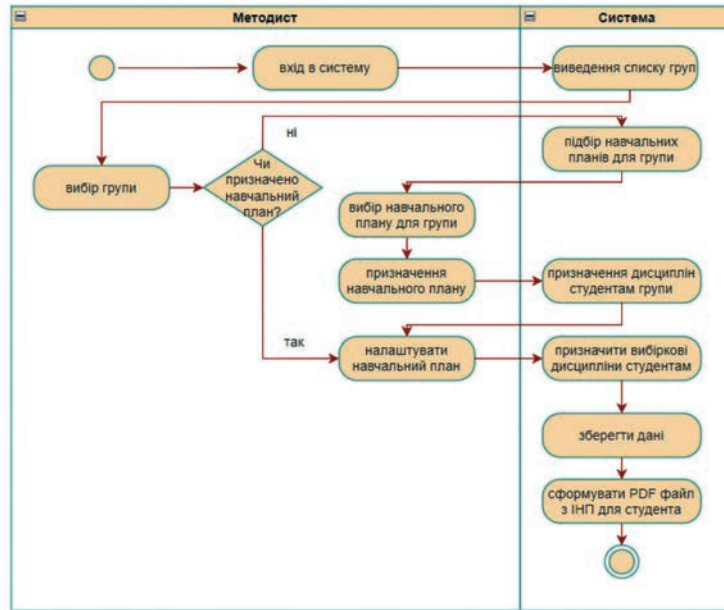 Методист
Система
вхід в систему
виведення списку груп
ні
підбір навчальних
планів для групи
вибір групи
Чи
призначено
навчальний
план?
вибір навчального
плану для групи
призначення
навчального плану
призначення дисциплін
студентам групи
так
налаштувати
навчальний план
призначити вибіркові
дисципліни студентам
зберегти дані
сформувати PDF файл
з ІНП для студента